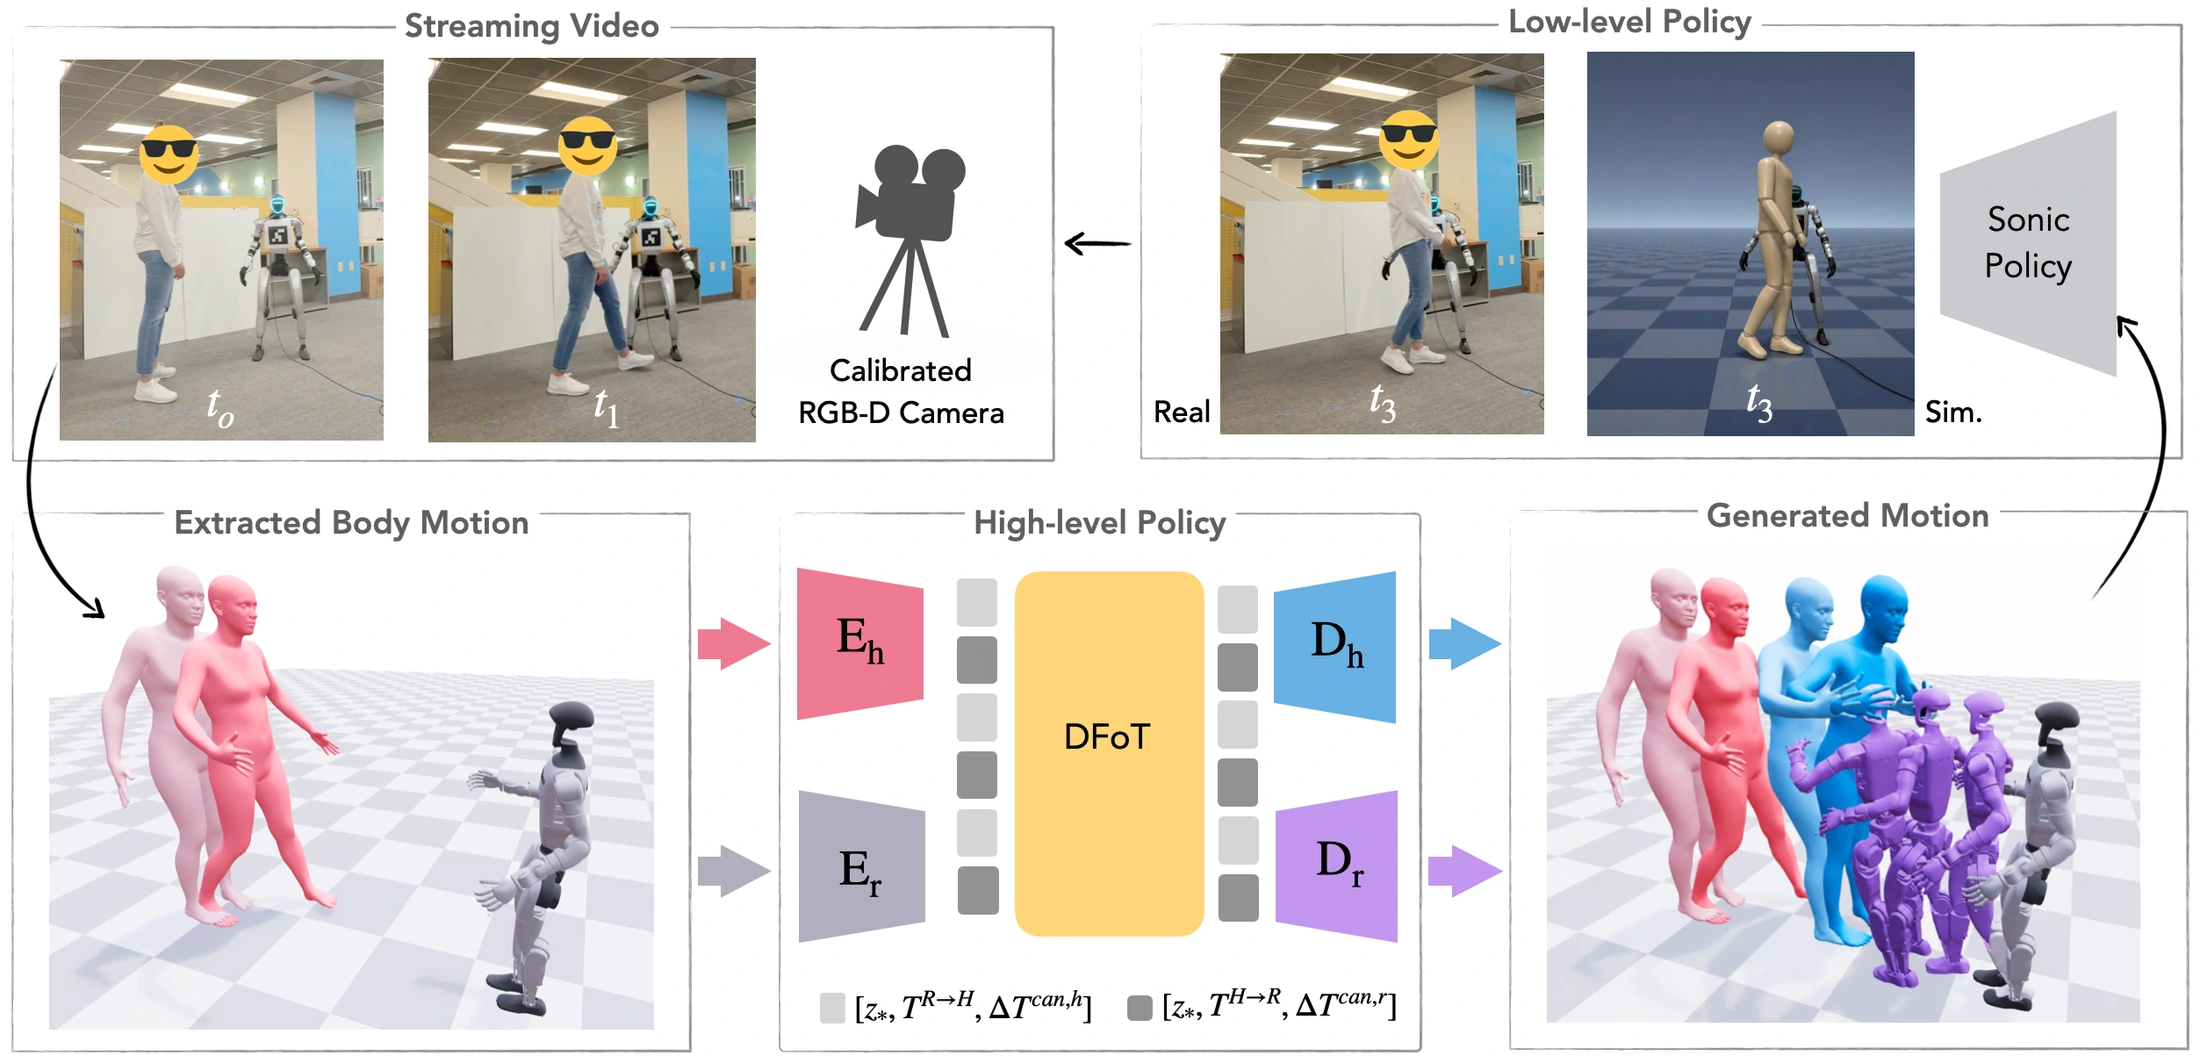 Streaming Video
Low-level Policy
t_o
t_1
Calibrated
RGB-D Camera
Real
t_3
t_3
Sim.
Sonic
Policy
Extracted Body Motion
High-level Policy
Generated Motion
E_h
D_h
DFoT
E_r
D_r
[z_*, T^{R→H}, ΔT^{can,h}]
[z_*, T^{H→R}, ΔT^{can,r}]